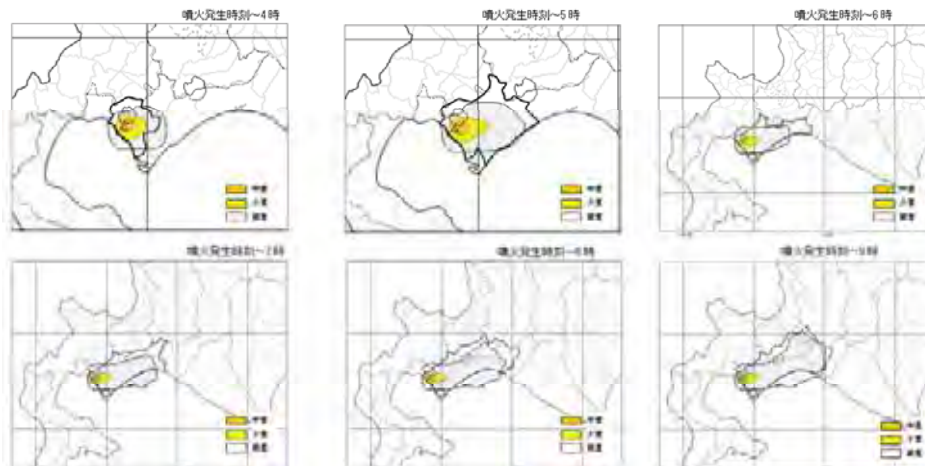 噴火発生時刻～4時
中量
少量
微量
噴火発生時刻～5時
中量
少量
微量
噴火発生時刻～6時
中量
少量
微量
噴火発生時刻～7時
中量
少量
微量
噴火発生時刻～8時
中量
少量
微量
噴火発生時刻～9時
中量
少量
微量